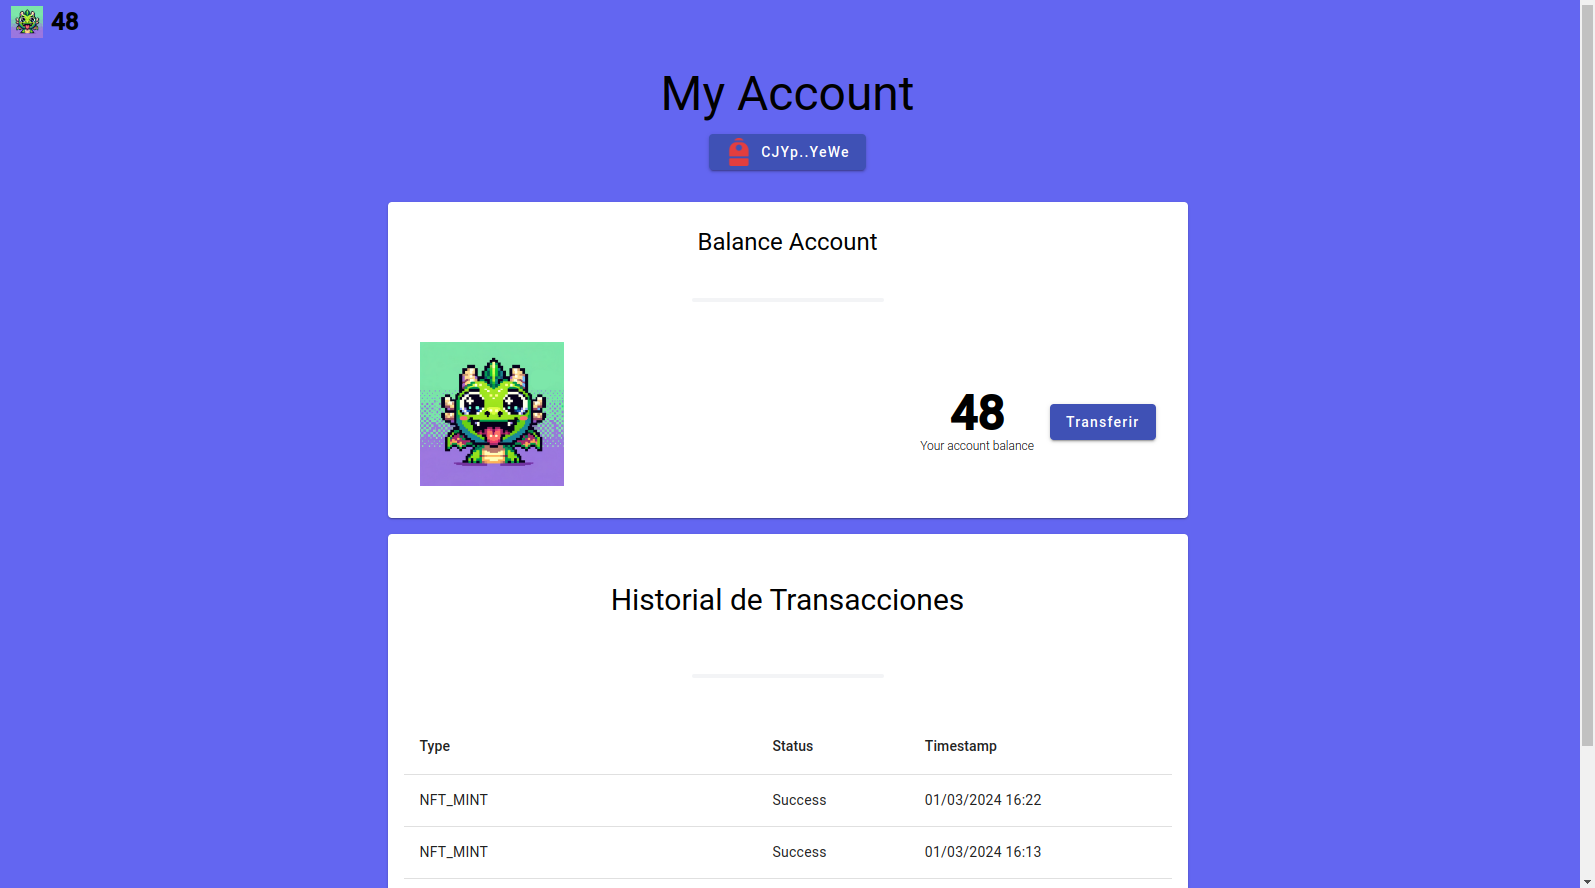 48
My Account
CJYp..YeWe
Balance Account
48
Your account balance
Transferir
Historial de Transacciones
Type Status Timestamp
NFT_MINT Success 01/03/2024 16:22
NFT_MINT Success 01/03/2024 16:13